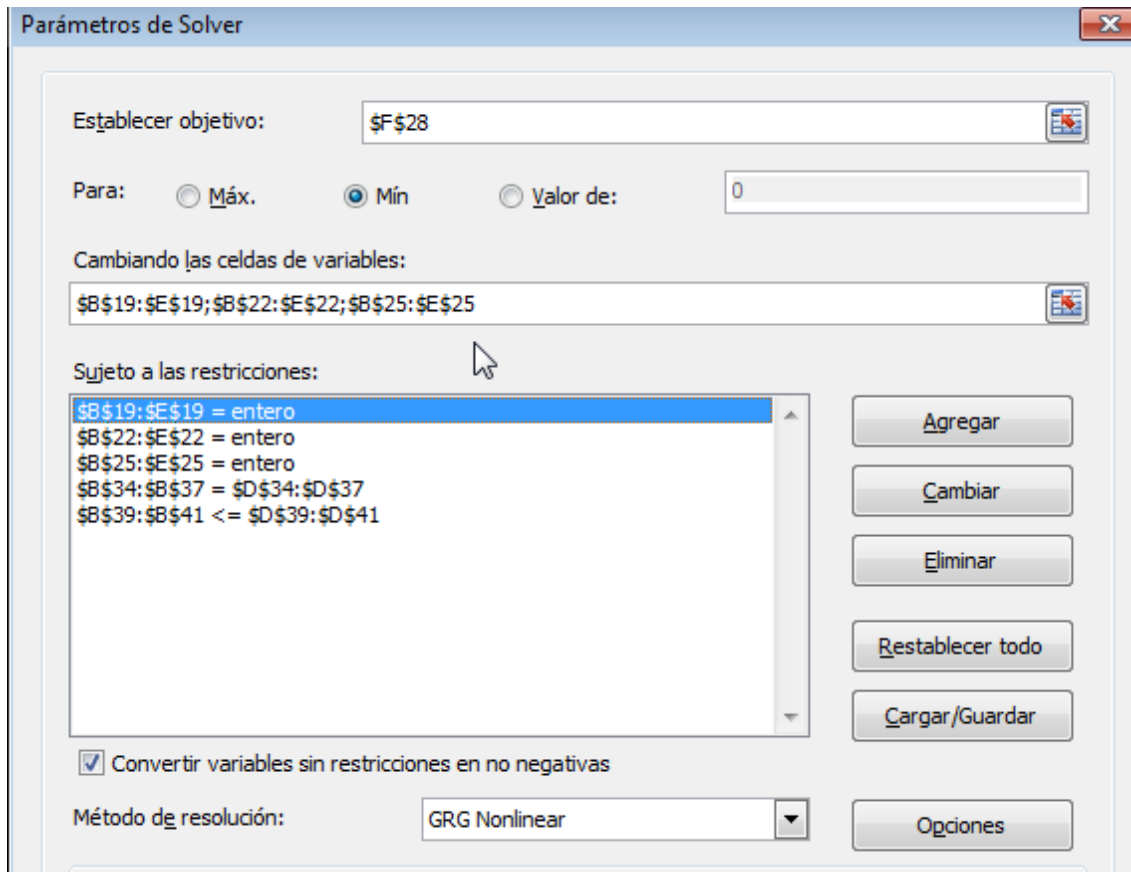 Parámetros de Solver
Establecer objetivo: $F$28
Para: Máx. Mín Valor de: 0
Cambiando las celdas de variables:
$B$19:$E$19;$B$22:$E$22;$B$25:$E$25
Sujeto a las restricciones:
$B$19:$E$19 = entero
$B$22:$E$22 = entero
$B$25:$E$25 = entero
$B$34:$B$37 = $D$34:$D$37
$B$39:$B$41 <= $D$39:$D$41
Agregar
Cambiar
Eliminar
Restablecer todo
Cargar/Guardar
Convertir variables sin restricciones en no negativas
Método de resolución: GRG Nonlinear Opciones